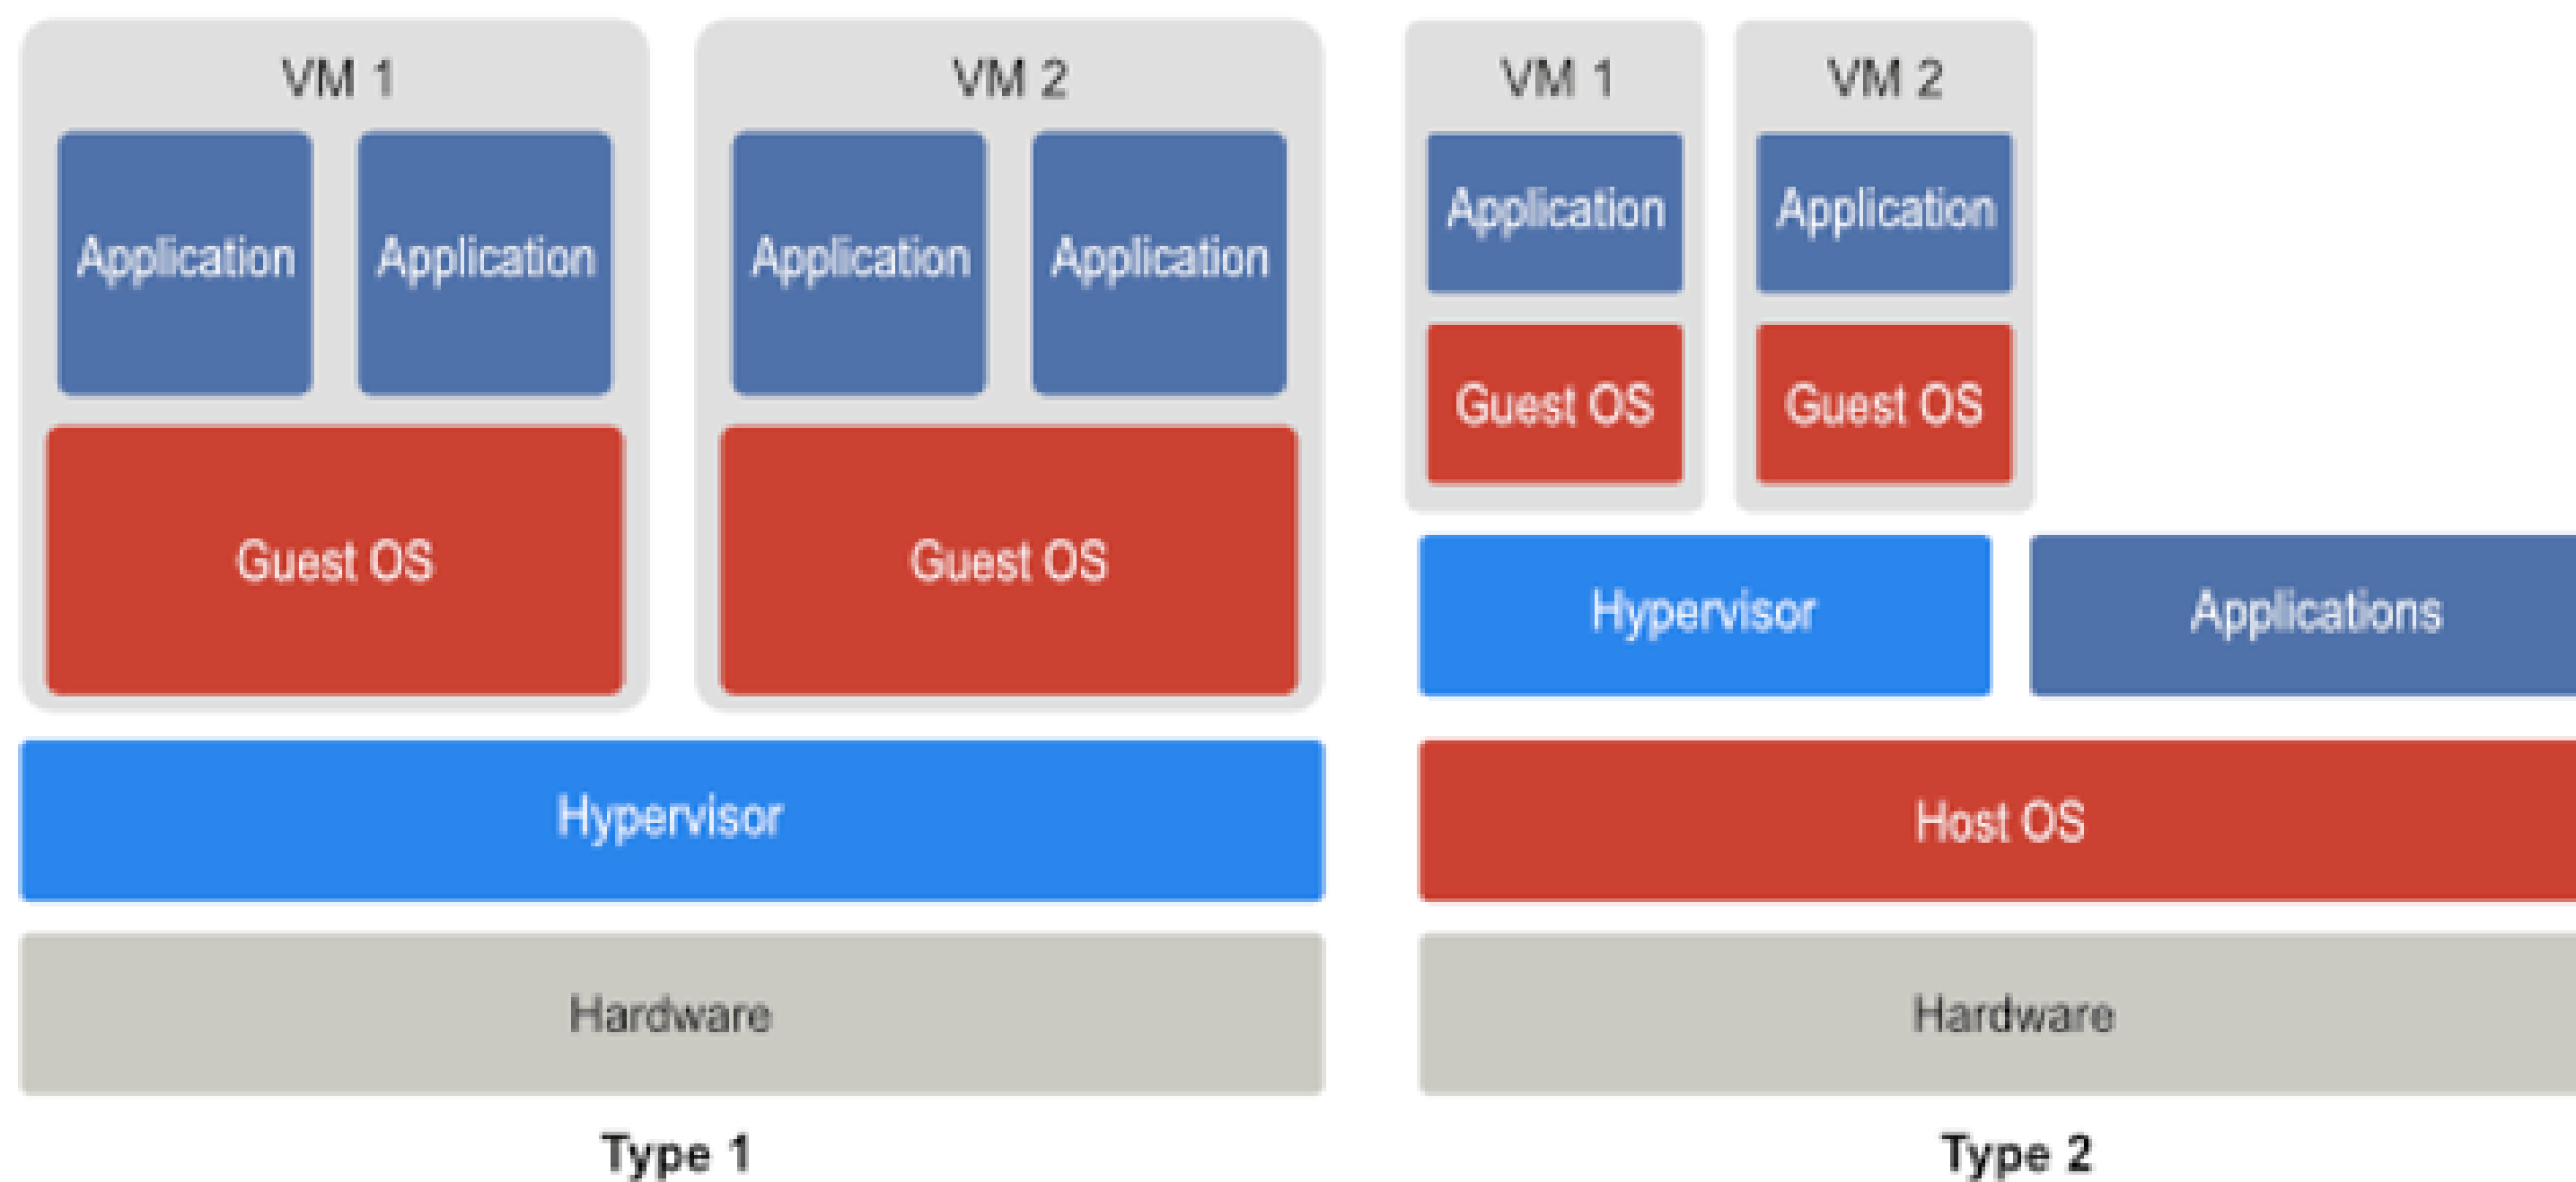 VM 1
Application Application
Guest OS
VM 2
Application Application
Guest OS
Hypervisor
Hardware
Type 1
VM 1
Application
Guest OS
VM 2
Application
Guest OS
Hypervisor
Applications
Host OS
Hardware
Type 2